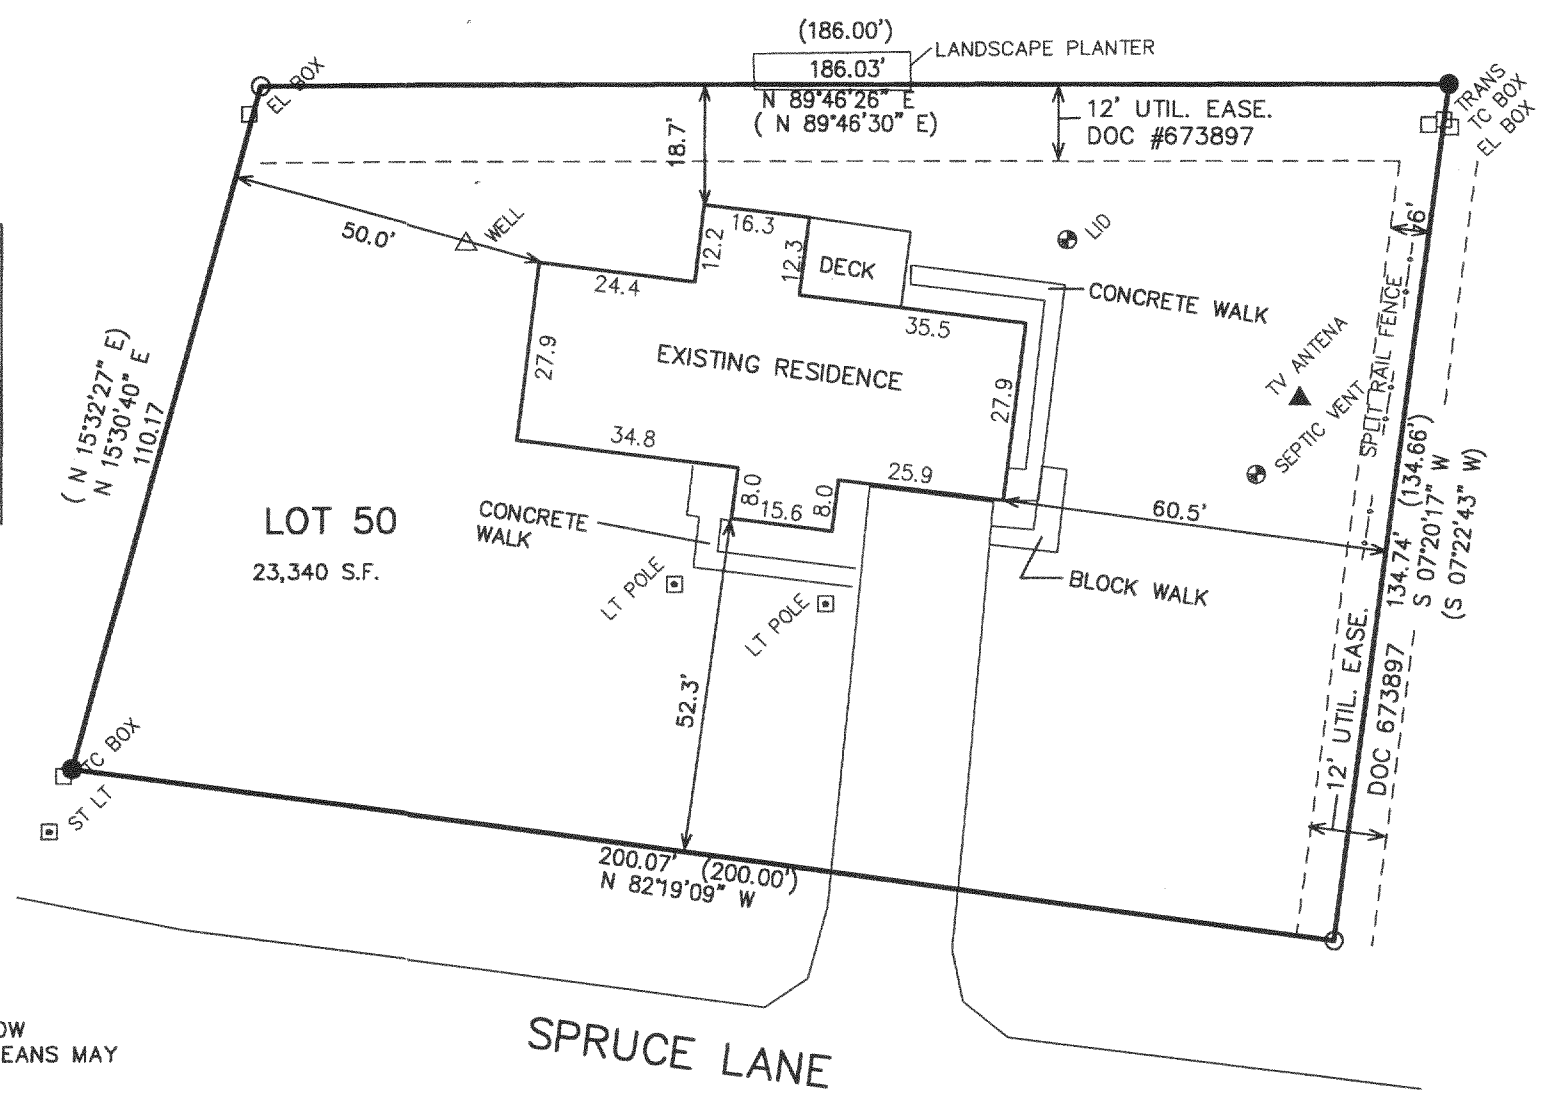 (186.00')
LANDSCAPE PLANTER
186.03'
N 89°46'26" E
( N 89°46'30" E)
EL BOX
TRANS
TC BOX
EL BOX
12' UTIL. EASE.
DOC #673897
18.7'
6'
50.0'
WELL
16.3
12.2
12.3
DECK
LID
24.4
CONCRETE WALK
35.5
27.9
EXISTING RESIDENCE
27.9
TV ANTENA
SEPTIC VENT
SPLIT RAIL FENCE
( N 15°32'27" E)
N 15°30'40" E
110.17
34.8
25.9
8.0
15.6
8.0
60.5'
134.74' (134.66')
S 07°20'17" W
(S 07°22'43" W)
LOT 50
23,340 S.F.
CONCRETE
WALK
LT POLE
LT POLE
BLOCK WALK
52.3'
12' UTIL. EASE.
DOC 673897
TC BOX
ST LT
200.07' (200.00')
N 82°19'09" W
SPRUCE LANE
OW
EANS MAY